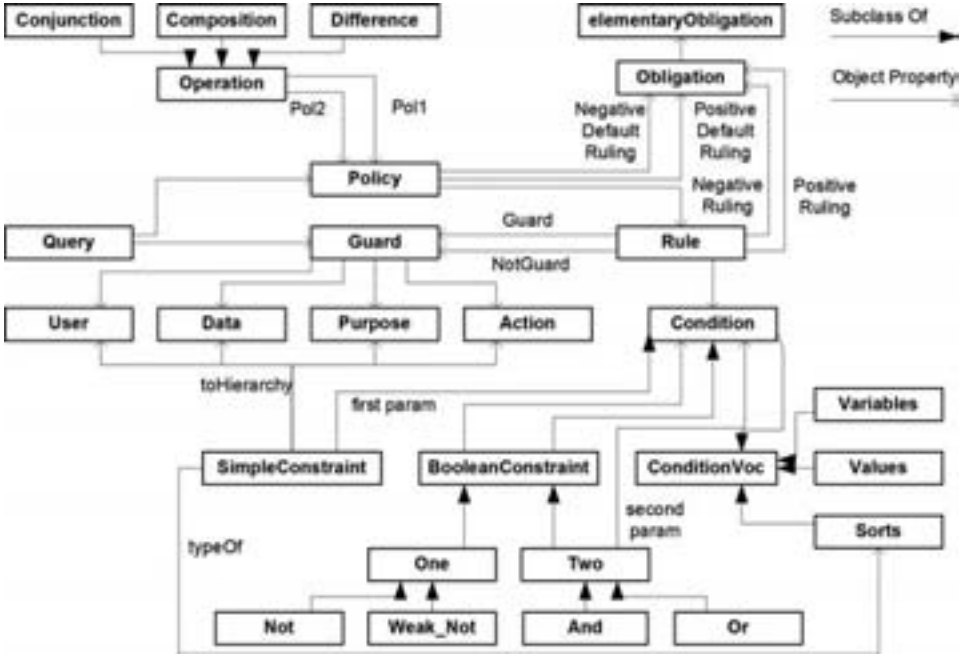 Conjunction
Composition
Difference
elementaryObligation
Subclass Of
Operation
Obligation
Object Property
Pol2
Pol1
Negative
Default
Ruling
Positive
Default
Ruling
Policy
Negative
Ruling
Positive
Ruling
Guard
Query
Guard
Rule
NotGuard
User
Data
Purpose
Action
Condition
toHierarchy
first param
Variables
SimpleConstraint
BooleanConstraint
ConditionVoc
Values
second
param
Sorts
typeOf
One
Two
Not
Weak_Not
And
Or